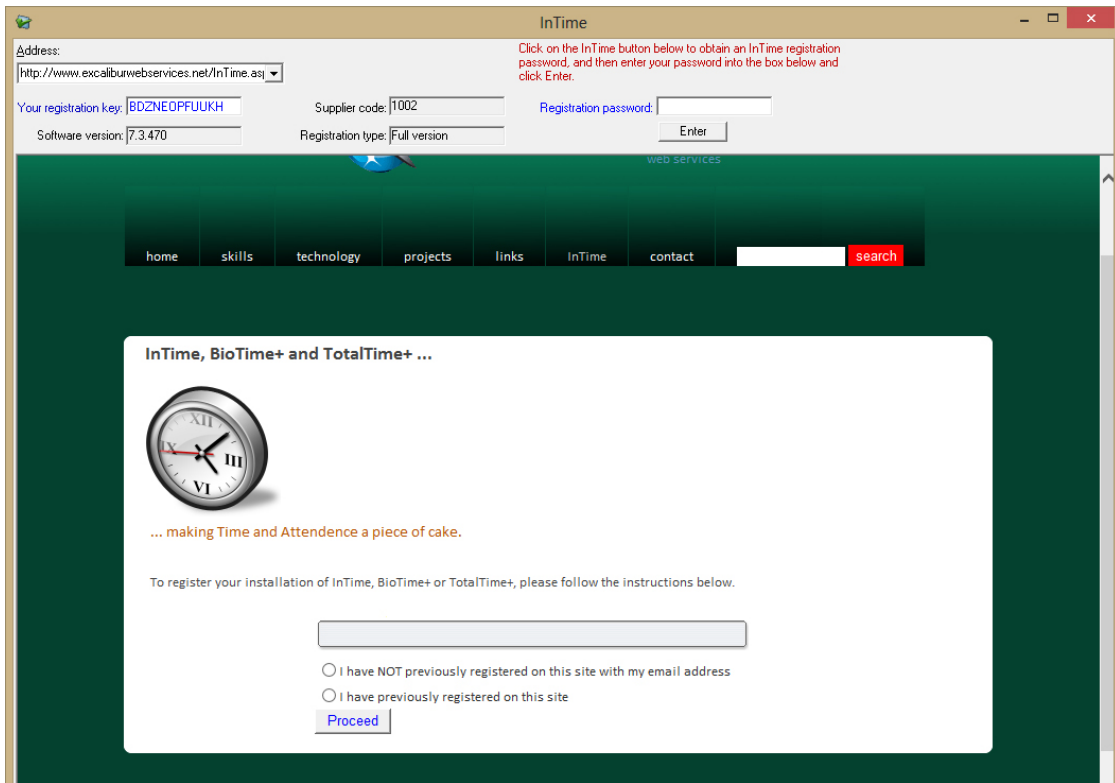 InTime
Address:
http://www.excaliburwebservices.net/InTime.as
Click on the InTime button below to obtain an InTime registration
password, and then enter your password into the box below and
click Enter.
Your registration key: BDZNEOPFUUKH
Supplier code: 1002
Registration password:
Software version: 7.3.470
Registration type: Full version
Enter
web services
home skills technology projects links InTime contact search
InTime, BioTime+ and TotalTime+ ...
XII
IX
III
VI
... making Time and Attendence a piece of cake.
To register your installation of InTime, BioTime+ or TotalTime+, please follow the instructions below.
I have NOT previously registered on this site with my email address
I have previously registered on this site
Proceed